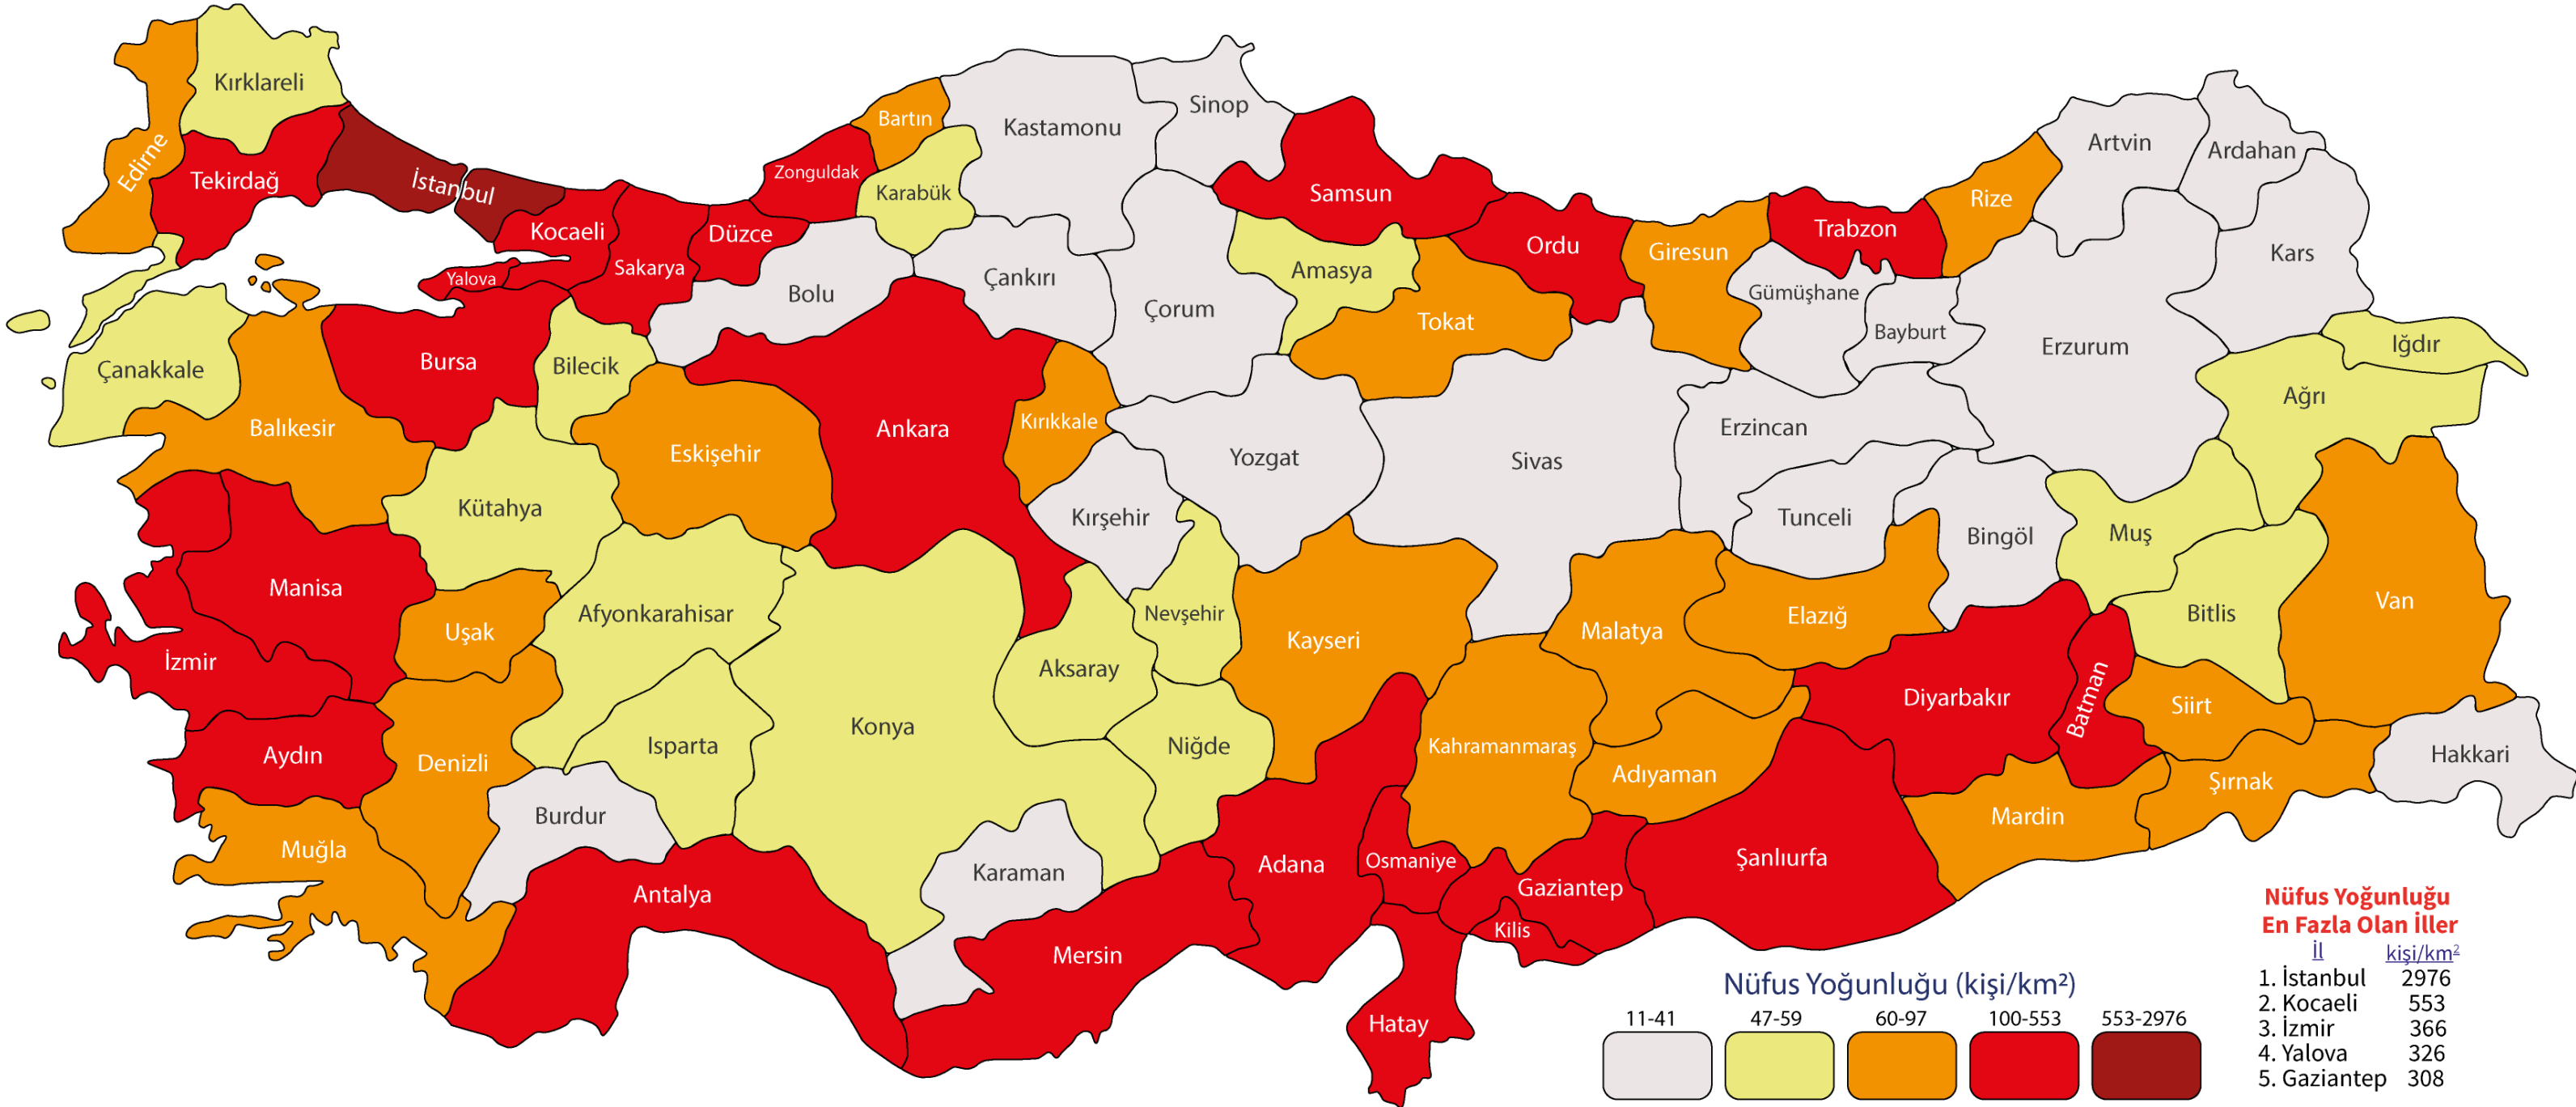 Kırklareli
Edirne
Tekirdağ
İstanbul
Kocaeli
Yalova
Sakarya
Düzce
Zonguldak
Bartın
Karabük
Kastamonu
Sinop
Samsun
Ordu
Giresun
Trabzon
Rize
Artvin
Ardahan
Kars
Bolu
Çankırı
Çorum
Amasya
Tokat
Gümüşhane
Bayburt
Erzurum
Iğdır
Ağrı
Çanakkale
Balıkesir
Bursa
Bilecik
Eskişehir
Ankara
Kırıkkale
Yozgat
Sivas
Erzincan
Tunceli
Bingöl
Muş
Bitlis
Van
Kütahya
Manisa
İzmir
Uşak
Afyonkarahisar
Kırşehir
Nevşehir
Aksaray
Kayseri
Malatya
Elazığ
Diyarbakır
Batman
Siirt
Şırnak
Hakkari
Aydın
Denizli
Isparta
Konya
Niğde
Kahramanmaraş
Adıyaman
Mardin
Muğla
Burdur
Antalya
Karaman
Mersin
Adana
Osmaniye
Gaziantep
Kilis
Şanlıurfa
Hatay
Nüfus Yoğunluğu (kişi/km²)
11-41 47-59 60-97 100-553 553-2976
Nüfus Yoğunluğu
En Fazla Olan İller
İl kişi/km²
1. İstanbul 2976
2. Kocaeli 553
3. İzmir 366
4. Yalova 326
5. Gaziantep 308